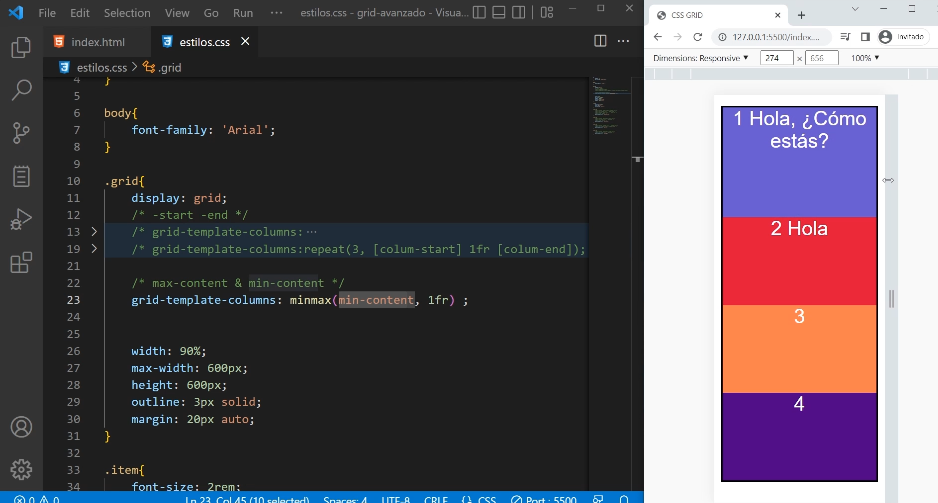 File Edit Selection View Go Run ··· estilos.css - grid-avanzado - Visua...
index.html estilos.css
estilos.css > .grid
4 }
5
6 body{
7 font-family: 'Arial';
8 }
9
10 .grid{
11 display: grid;
12 /* -start -end */
13 /* grid-template-columns: ···
19 /* grid-template-columns:repeat(3, [colum-start] 1fr [colum-end]);
21
22 /* max-content & min-content */
23 grid-template-columns: minmax(min-content, 1fr) ;
24
25
26 width: 90%;
27 max-width: 600px;
28 height: 600px;
29 outline: 3px solid;
30 margin: 20px auto;
31 }
32
33 .item{
34 font-size: 2rem;
0 0 Ln 23, Col 45 (10 selected) Spaces: 4 UTF-8 CRLF {} CSS Port : 5500
CSS GRID
127.0.0.1:5500/index.... Invitado
Dimensions: Responsive 274 x 656 100%
1 Hola, ¿Cómo
estás?
2 Hola
3
4